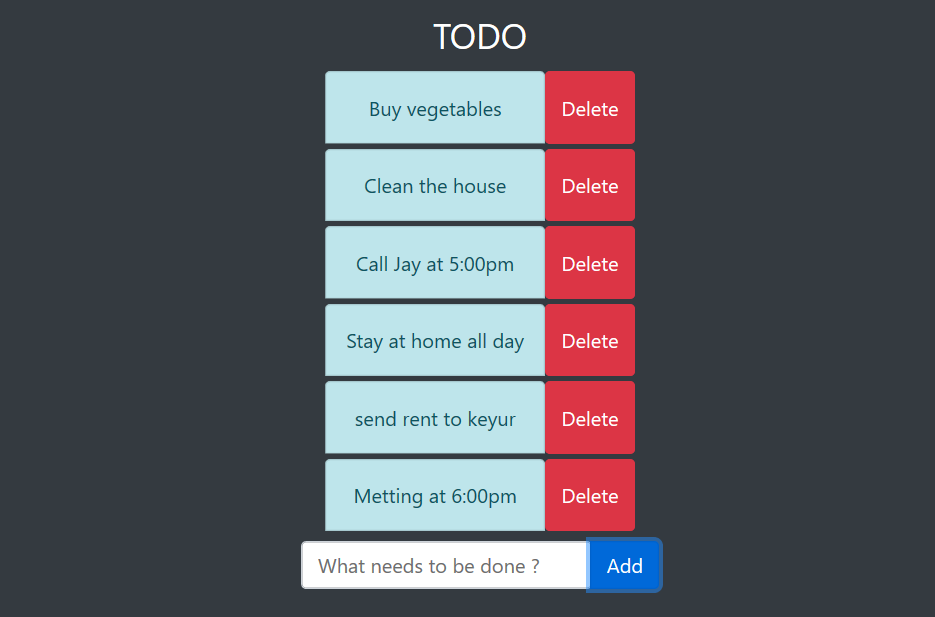 TODO
Buy vegetables Delete
Clean the house Delete
Call Jay at 5:00pm Delete
Stay at home all day Delete
send rent to keyur Delete
Metting at 6:00pm Delete
What needs to be done ? Add